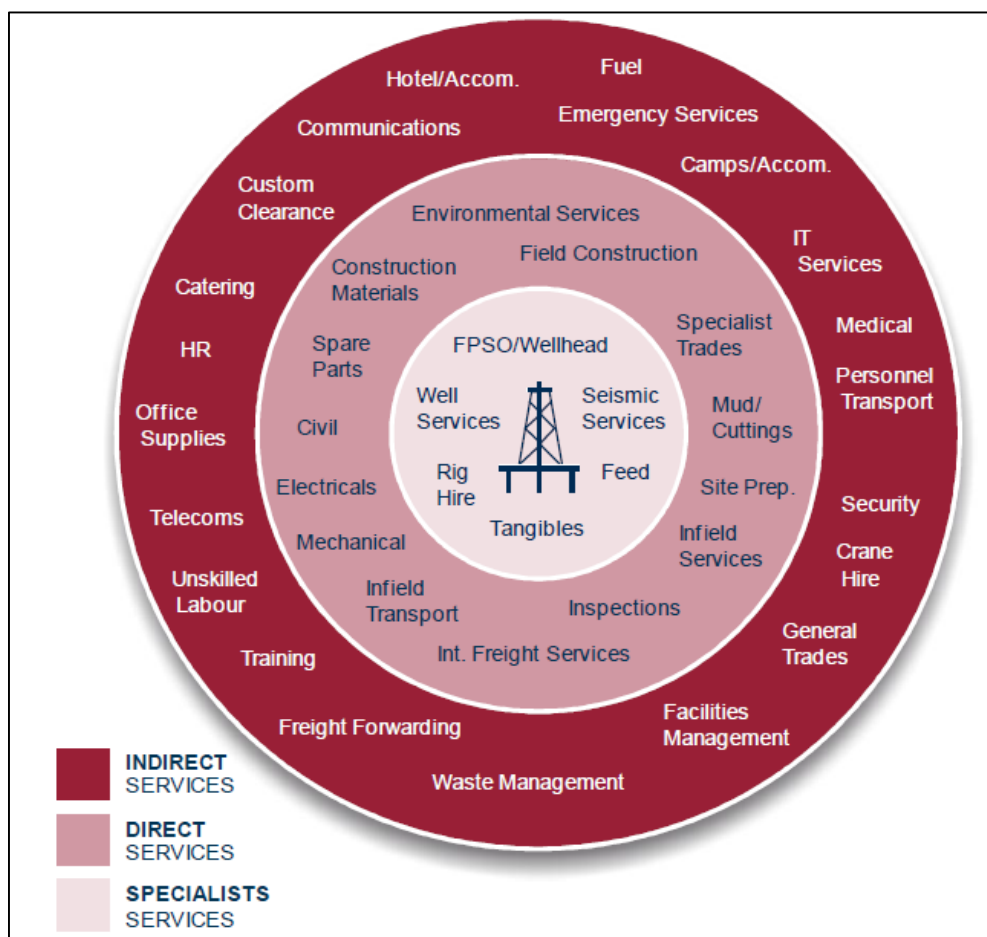 Hotel/Accom.
Fuel
Communications
Emergency Services
Camps/Accom.
Custom
Clearance
IT
Services
Catering
Medical
HR
Personnel
Transport
Office
Supplies
Telecoms
Security
Unskilled
Labour
Crane
Hire
Training
General
Trades
Freight Forwarding
Facilities
Management
Waste Management
Environmental Services
Field Construction
Construction
Materials
Specialist
Trades
Spare
Parts
Mud/
Cuttings
Civil
Electricals
Site Prep.
Mechanical
Infield
Services
Infield
Transport
Inspections
Int. Freight Services
FPSO/Wellhead
Well
Services
Seismic
Services
Rig
Hire
Feed
Tangibles
INDIRECT
SERVICES
DIRECT
SERVICES
SPECIALISTS
SERVICES